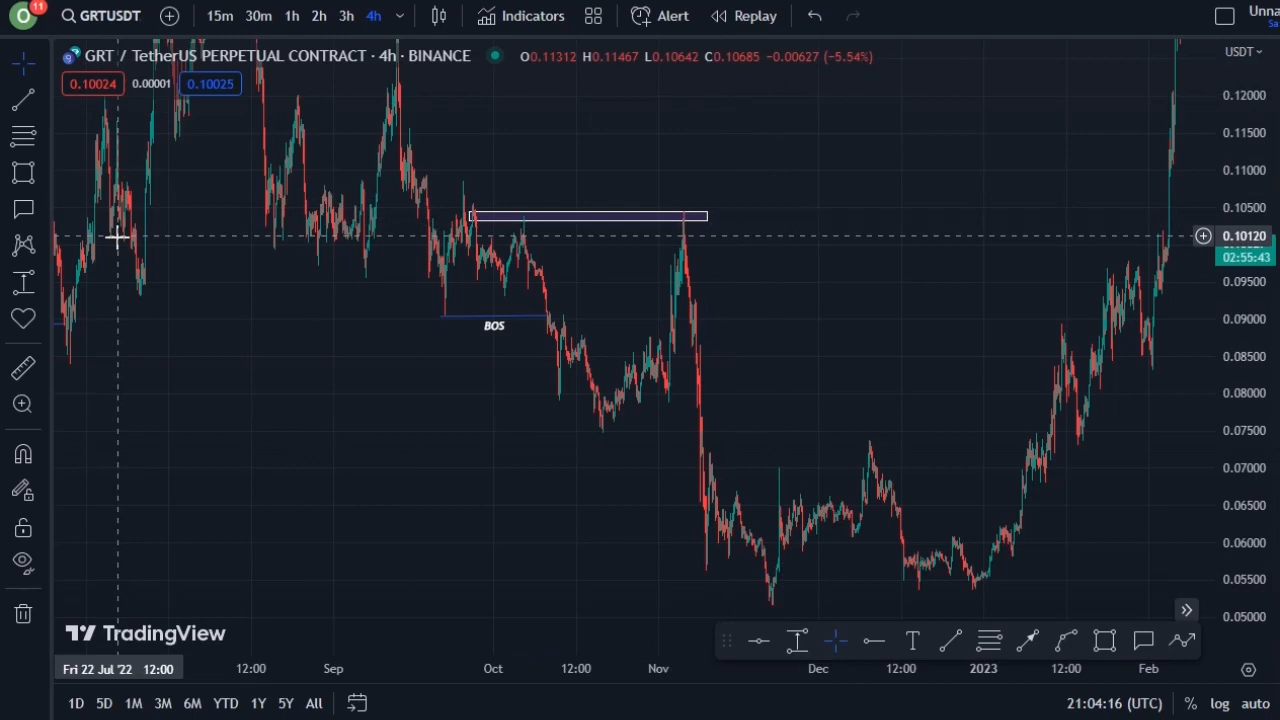 O 11 GRTUSDT 15m 30m 1h 2h 3h 4h Indicators Alert Replay Unna
Sa
GRT / TetherUS PERPETUAL CONTRACT · 4h · BINANCE O0.11312 H0.11467 L0.10642 C0.10685 −0.00627 (−5.54%) USDT
0.10024 0.00001 0.10025
0.12000
0.11500
0.11000
0.10500
0.10120
02:55:43
0.09500
0.09000
BOS
0.08500
0.08000
0.07500
0.07000
0.06500
0.06000
0.05500
0.05000
TradingView
T
Fri 22 Jul '22 12:00 12:00 Sep Oct 12:00 Nov Dec 12:00 2023 12:00 Feb
1D 5D 1M 3M 6M YTD 1Y 5Y All 21:04:16 (UTC) % log auto